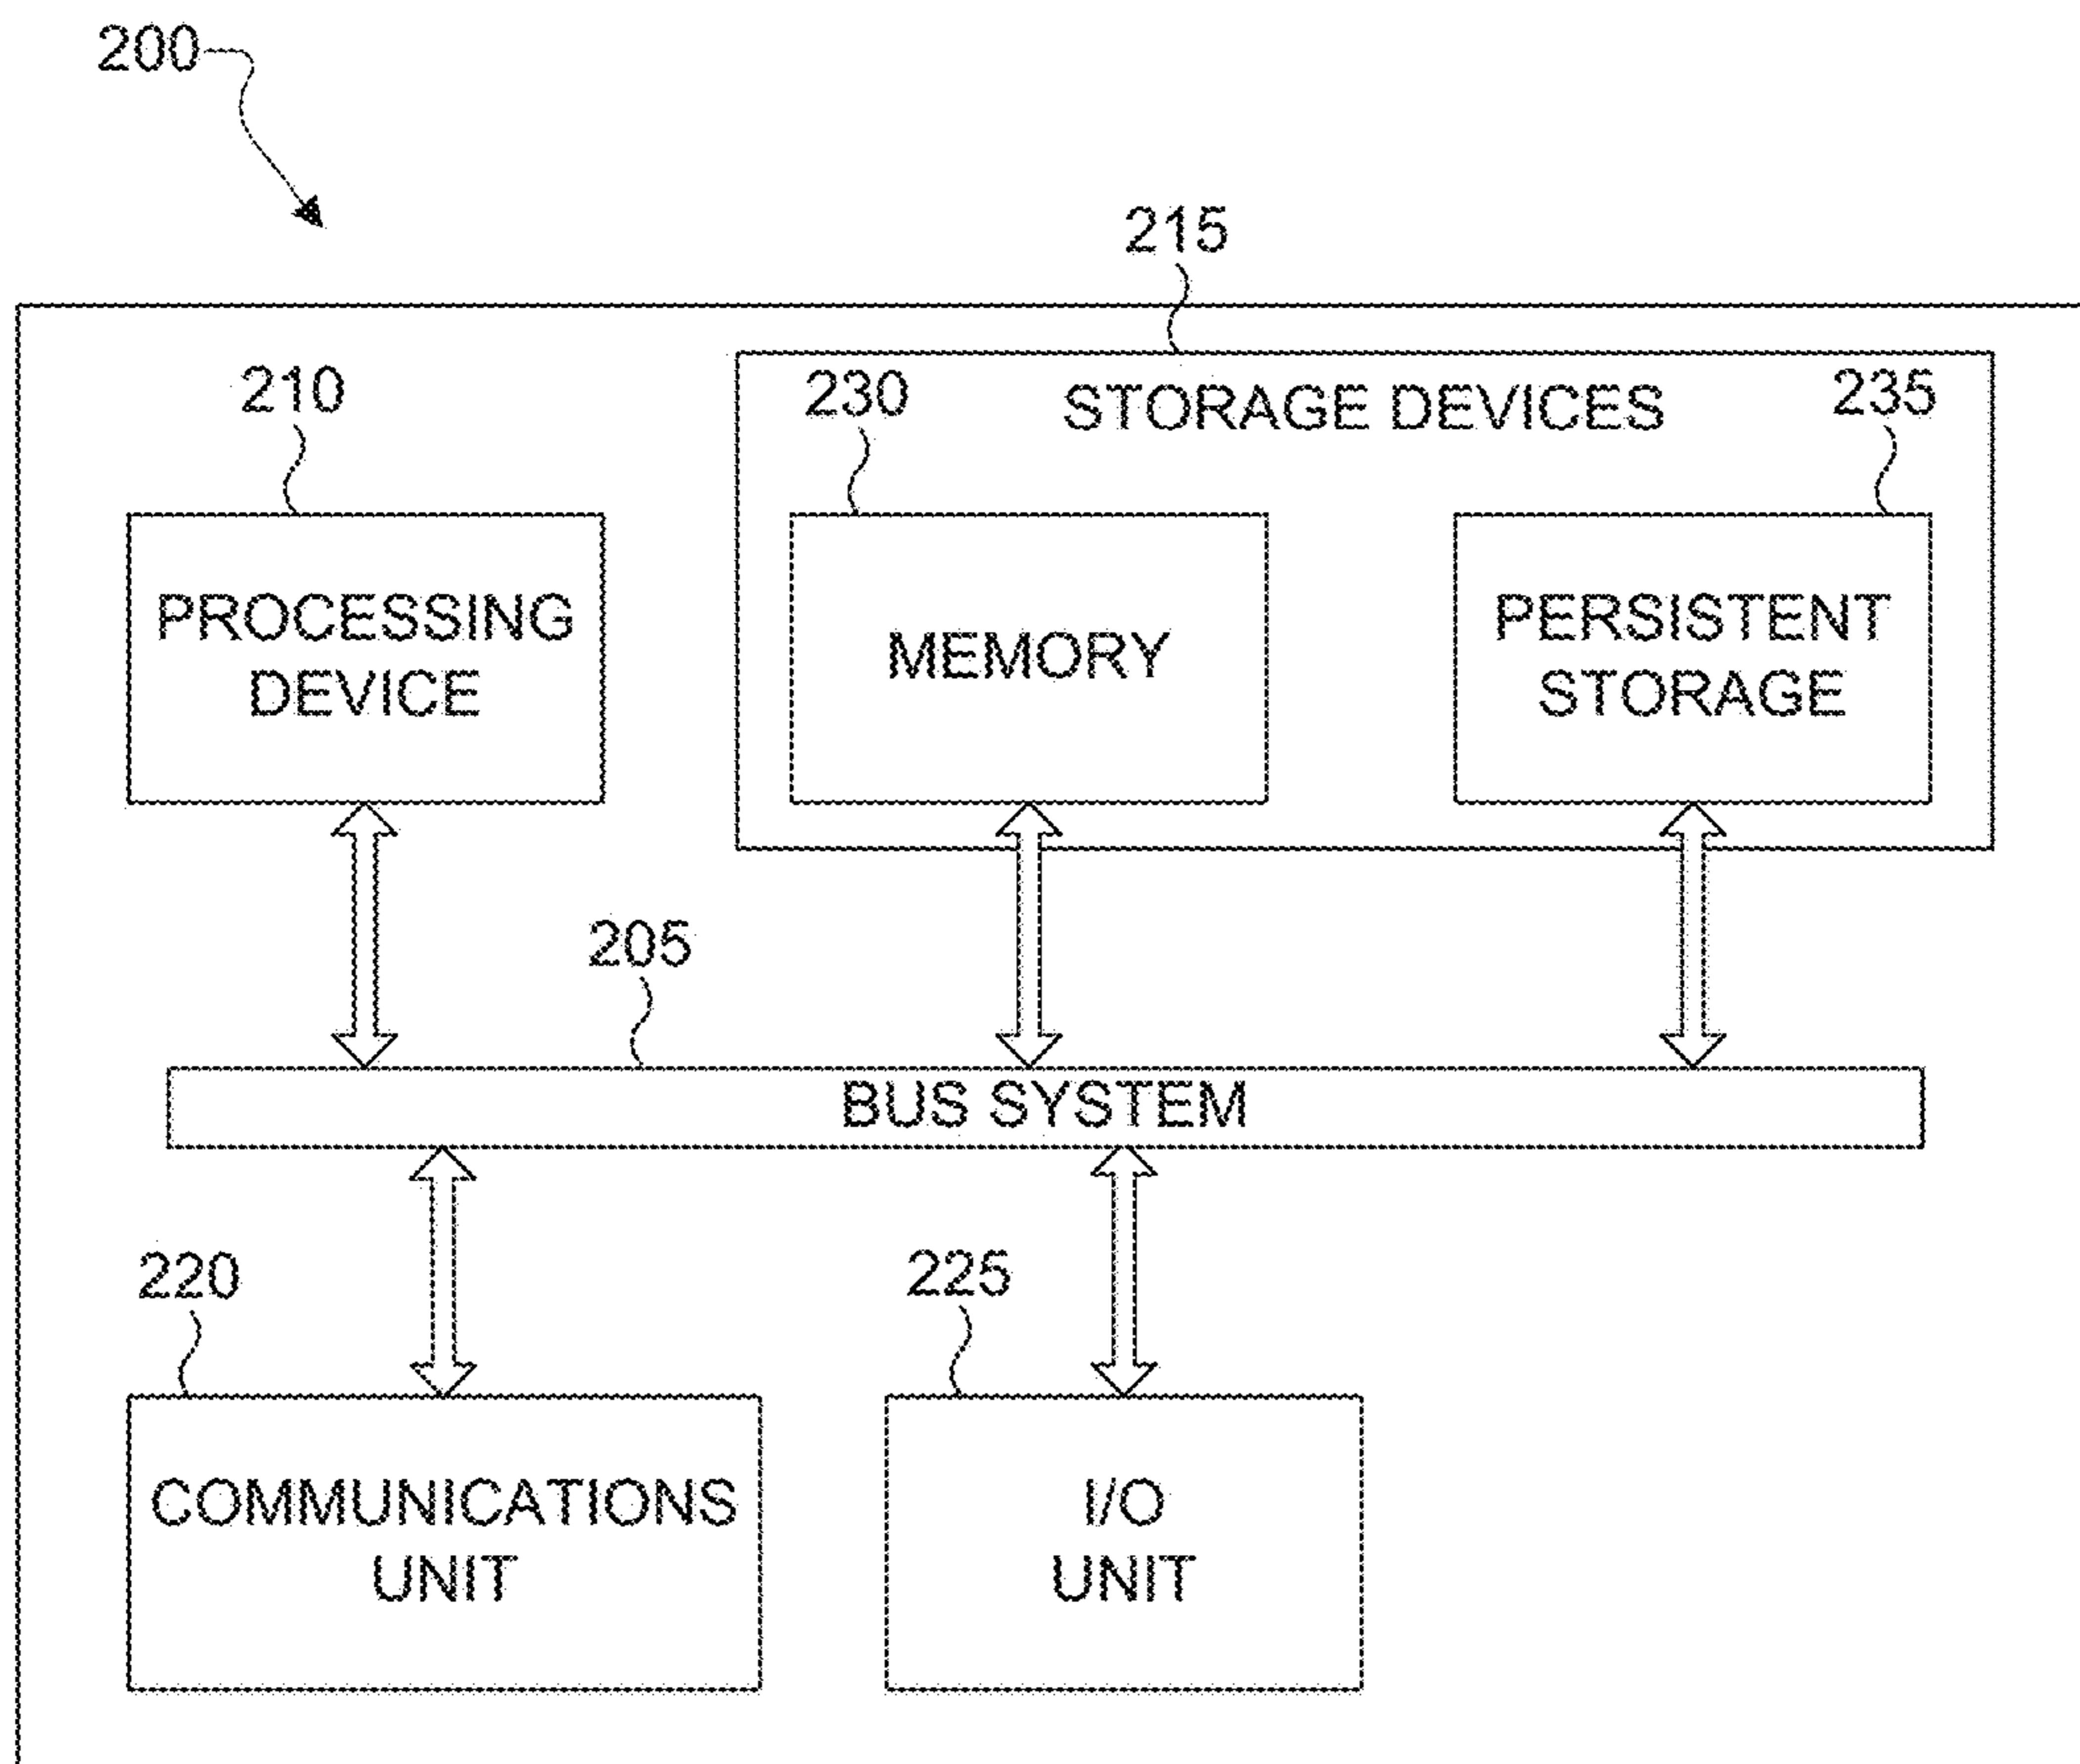 200
215
210
230
STORAGE DEVICES
235
PROCESSING
DEVICE
MEMORY
PERSISTENT
STORAGE
205
BUS SYSTEM
220
225
COMMUNICATIONS
UNIT
I/O
UNIT